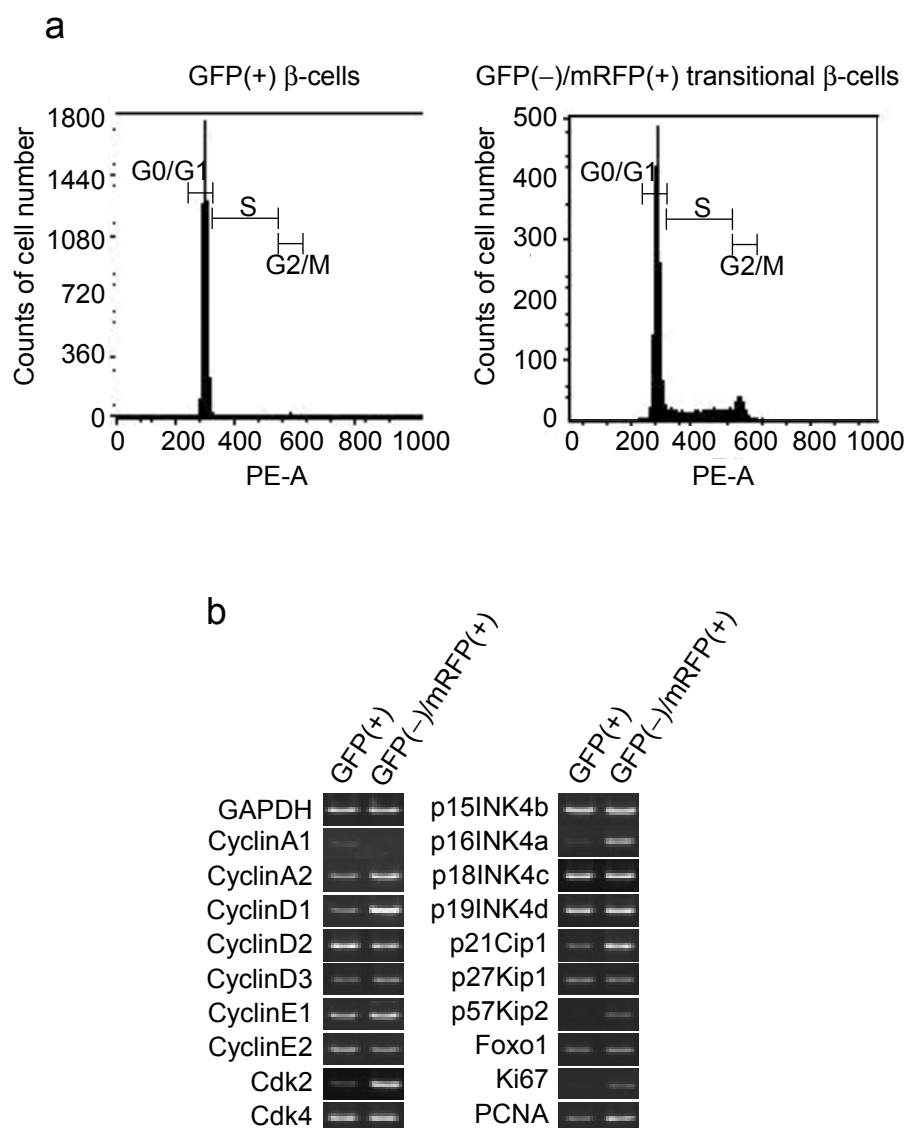 a
GFP(+) β-cells
GFP(−)/mRFP(+) transitional β-cells
Counts of cell number
1800
1440
1080
720
360
0
G0/G1
S
G2/M
0 200 400 600 800 1000
PE-A
Counts of cell number
500
400
300
200
100
0
G0/G1
S
G2/M
0 200 400 600 800 1000
PE-A
b
GFP(+)
GFP(−)/mRFP(+)
GAPDH
CyclinA1
CyclinA2
CyclinD1
CyclinD2
CyclinD3
CyclinE1
CyclinE2
Cdk2
Cdk4
GFP(+)
GFP(−)/mRFP(+)
p15INK4b
p16INK4a
p18INK4c
p19INK4d
p21Cip1
p27Kip1
p57Kip2
Foxo1
Ki67
PCNA